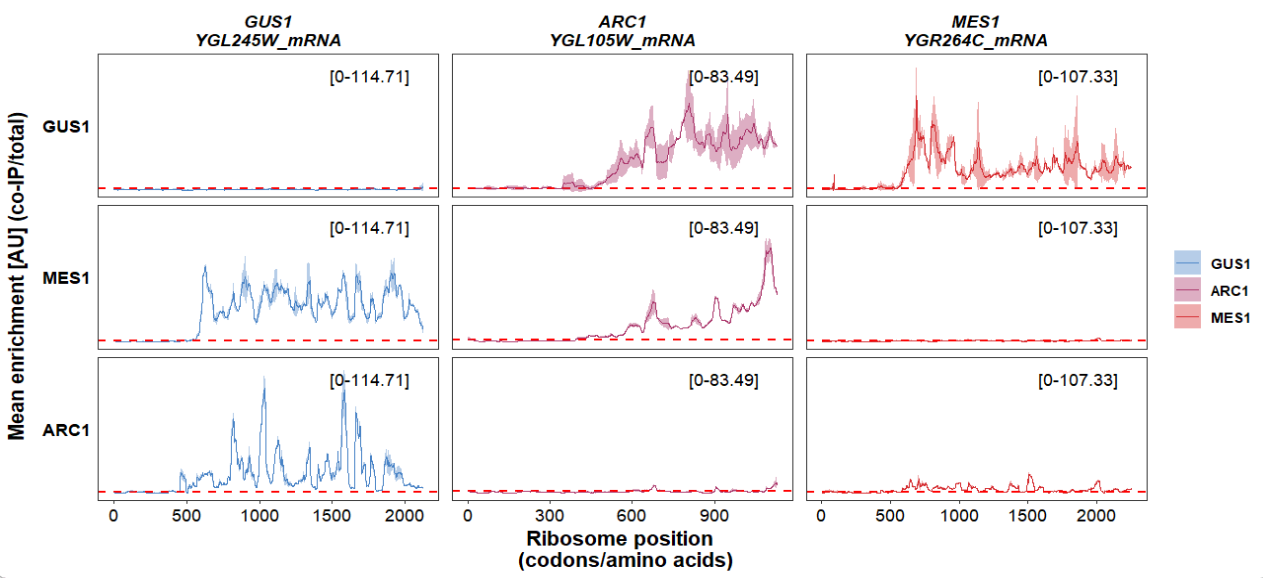 GUS1
YGL245W_mRNA
ARC1
YGL105W_mRNA
MES1
YGR264C_mRNA
Mean enrichment [AU] (co-IP/total)
GUS1
[0-114.71]
[0-83.49]
[0-107.33]
MES1
[0-114.71]
[0-83.49]
[0-107.33]
ARC1
[0-114.71]
[0-83.49]
[0-107.33]
0 500 1000 1500 2000
0 300 600 900
0 500 1000 1500 2000
Ribosome position
(codons/amino acids)
GUS1
ARC1
MES1